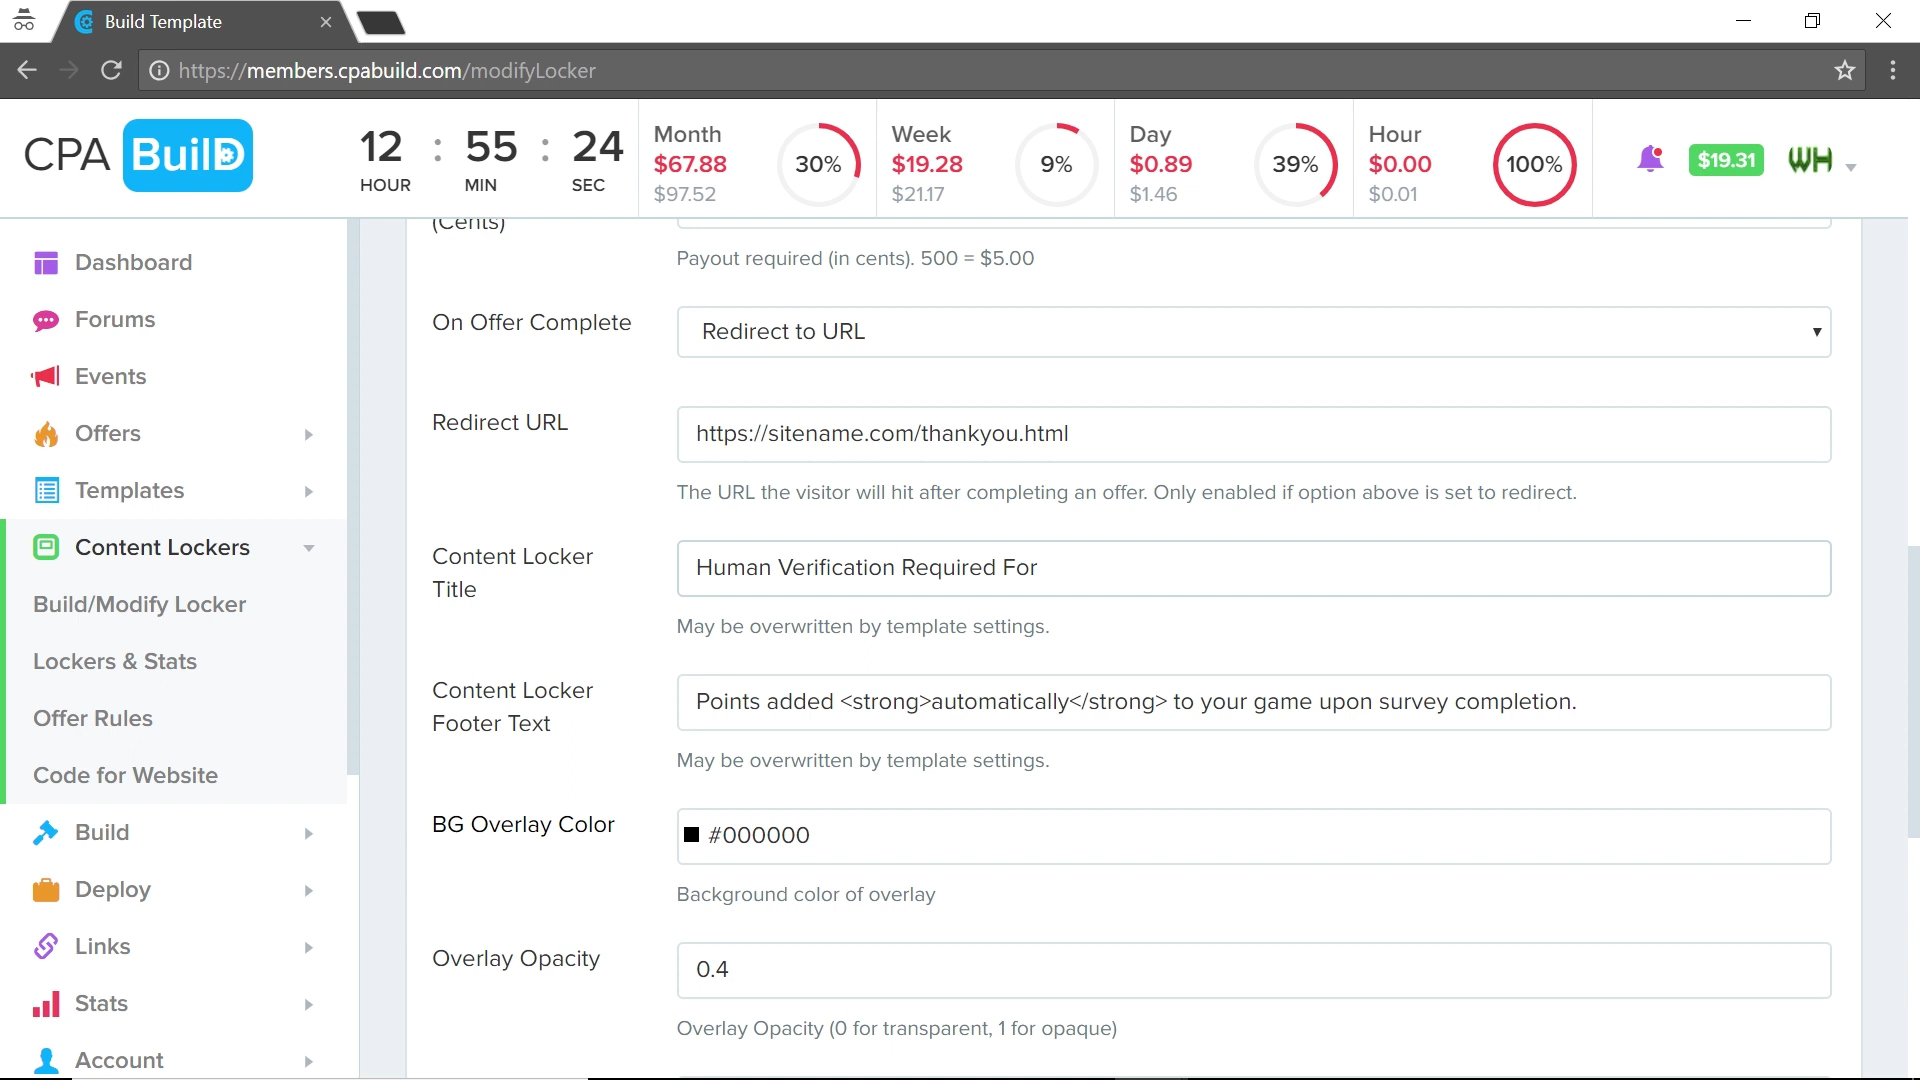 Build Template
https://members.cpabuild.com/modifyLocker
CPA BuilD
12 : 55 : 24
HOUR MIN SEC
Month
$67.88
$97.52
30%
Week
$19.28
$21.17
9%
Day
$0.89
$1.46
39%
Hour
$0.00
$0.01
100%
$19.31
WH
Dashboard
Forums
Events
Offers
Templates
Content Lockers
Build/Modify Locker
Lockers & Stats
Offer Rules
Code for Website
Build
Deploy
Links
Stats
Account
(Cents)
Payout required (in cents). 500 = $5.00
On Offer Complete
Redirect to URL
Redirect URL
https://sitename.com/thankyou.html
The URL the visitor will hit after completing an offer. Only enabled if option above is set to redirect.
Content Locker
Title
Human Verification Required For
May be overwritten by template settings.
Content Locker
Footer Text
Points added <strong>automatically</strong> to your game upon survey completion.
May be overwritten by template settings.
BG Overlay Color
#000000
Background color of overlay
Overlay Opacity
0.4
Overlay Opacity (0 for transparent, 1 for opaque)